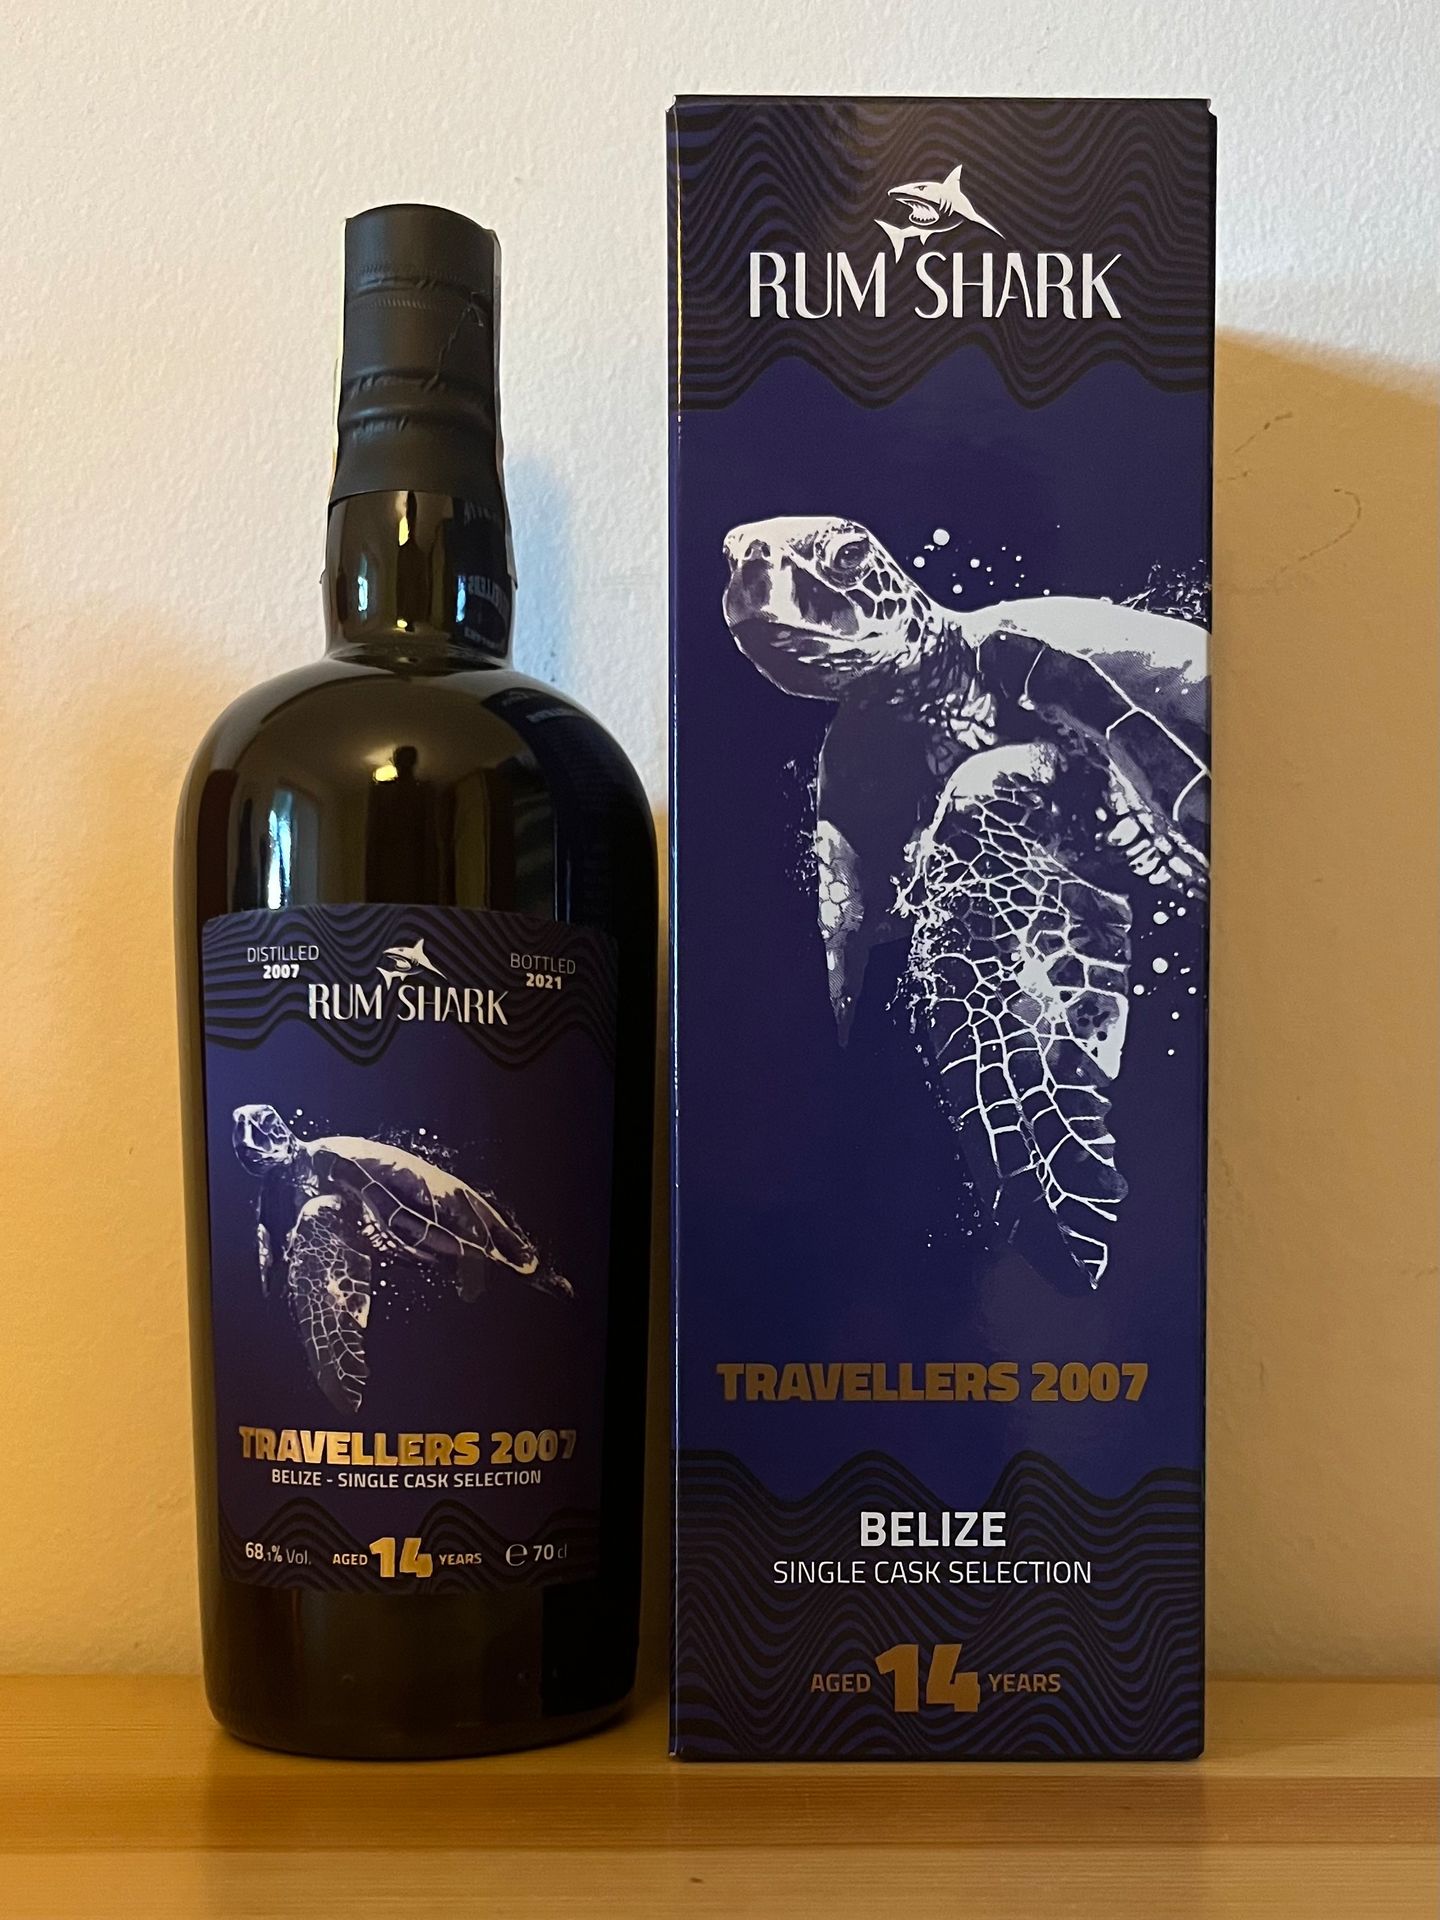 DISTILLED
2007
BOTTLED
2021
RUM SHARK
TRAVELLERS 2007
BELIZE - SINGLE CASK SELECTION
68,1% Vol.
AGED 14 YEARS
℮ 70 cl
RUM SHARK
TRAVELLERS 2007
BELIZE
SINGLE CASK SELECTION
AGED 14 YEARS